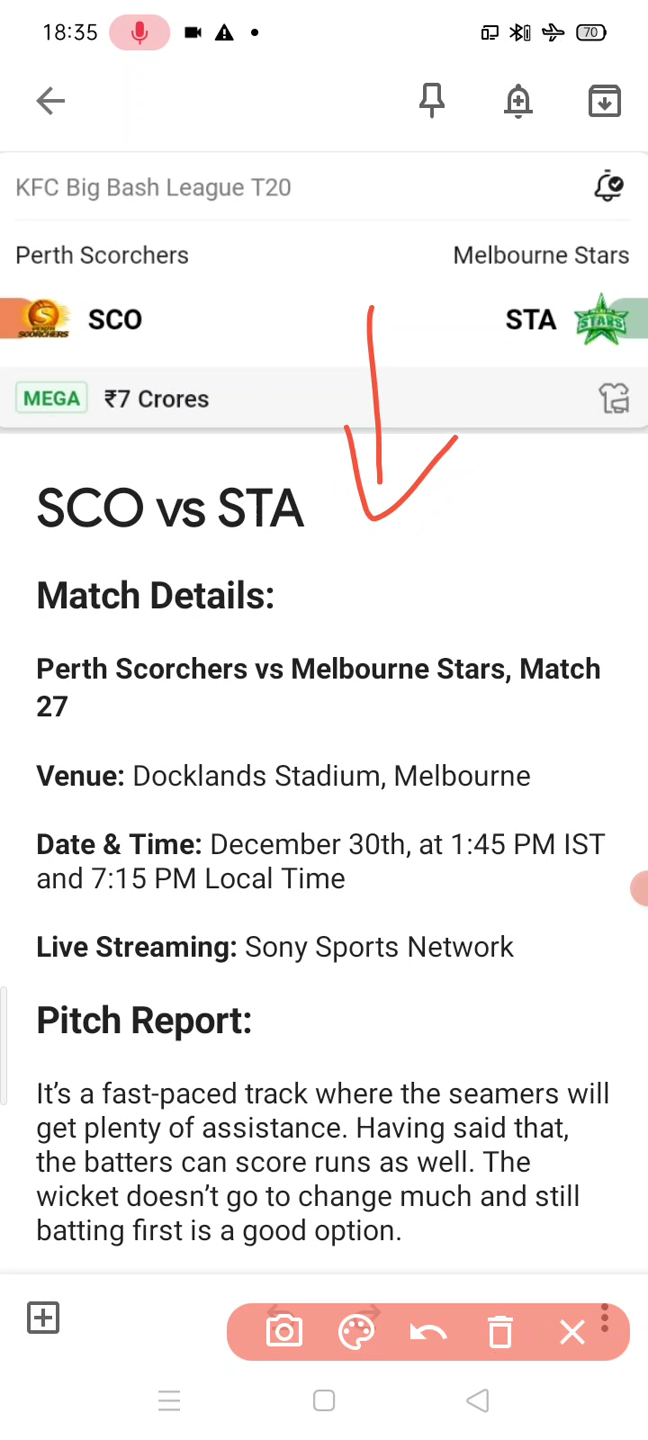 18:35
70
KFC Big Bash League T20
Perth Scorchers
Melbourne Stars
SCORCHERS
SCO
STA
STARS
MEGA ₹7 Crores
SCO vs STA
Match Details:
Perth Scorchers vs Melbourne Stars, Match
27
Venue: Docklands Stadium, Melbourne
Date & Time: December 30th, at 1:45 PM IST
and 7:15 PM Local Time
Live Streaming: Sony Sports Network
Pitch Report:
It’s a fast-paced track where the seamers will
get plenty of assistance. Having said that,
the batters can score runs as well. The
wicket doesn’t go to change much and still
batting first is a good option.